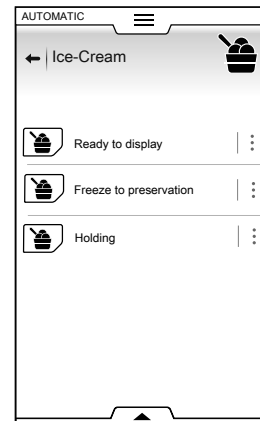 AUTOMATIC
Ice-Cream
Ready to display
Freeze to preservation
Holding